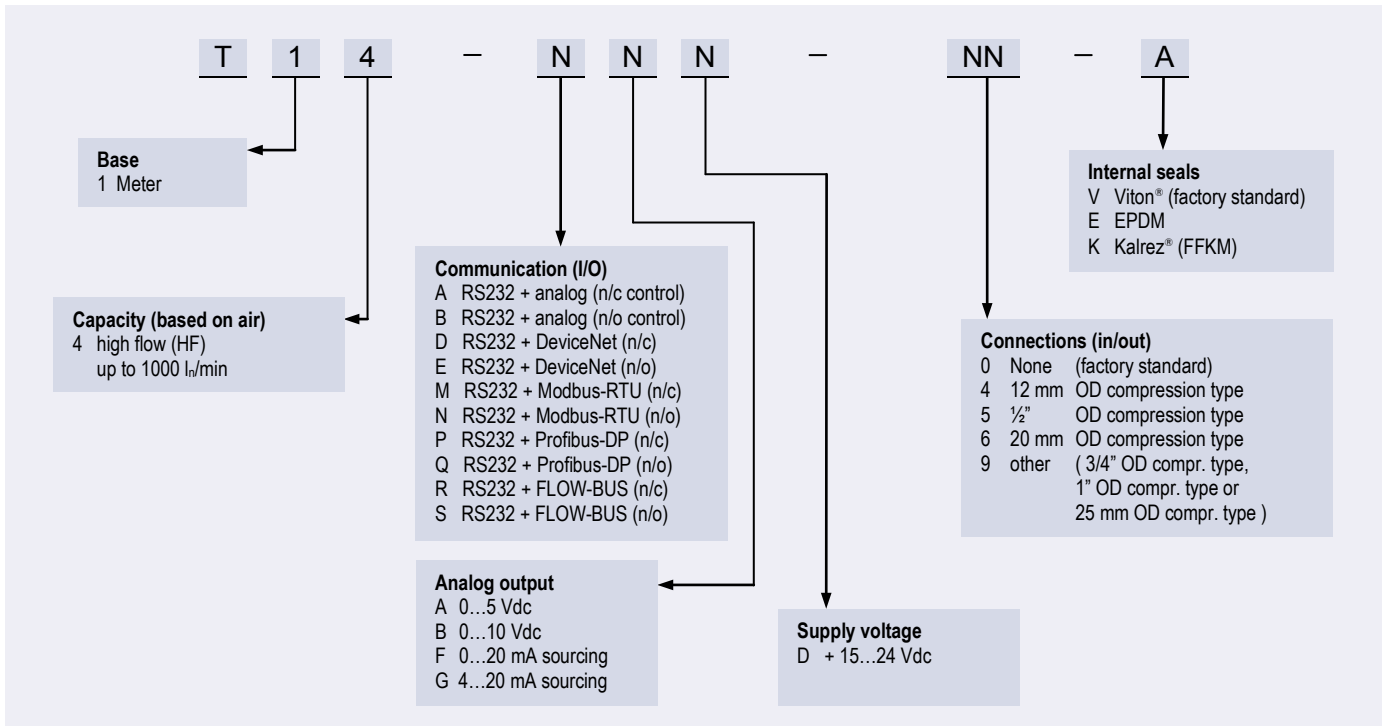 T 1 4 – N N N – NN – A
Base
1 Meter
Capacity (based on air)
4 high flow (HF)
up to 1000 lₙ/min
Communication (I/O)
A RS232 + analog (n/c control)
B RS232 + analog (n/o control)
D RS232 + DeviceNet (n/c)
E RS232 + DeviceNet (n/o)
M RS232 + Modbus-RTU (n/c)
N RS232 + Modbus-RTU (n/o)
P RS232 + Profibus-DP (n/c)
Q RS232 + Profibus-DP (n/o)
R RS232 + FLOW-BUS (n/c)
S RS232 + FLOW-BUS (n/o)
Analog output
A 0…5 Vdc
B 0…10 Vdc
F 0…20 mA sourcing
G 4…20 mA sourcing
Supply voltage
D + 15…24 Vdc
Internal seals
V Viton® (factory standard)
E EPDM
K Kalrez® (FFKM)
Connections (in/out)
0 None (factory standard)
4 12 mm OD compression type
5 ½” OD compression type
6 20 mm OD compression type
9 other ( 3/4” OD compr. type,
1” OD compr. type or
25 mm OD compr. type )